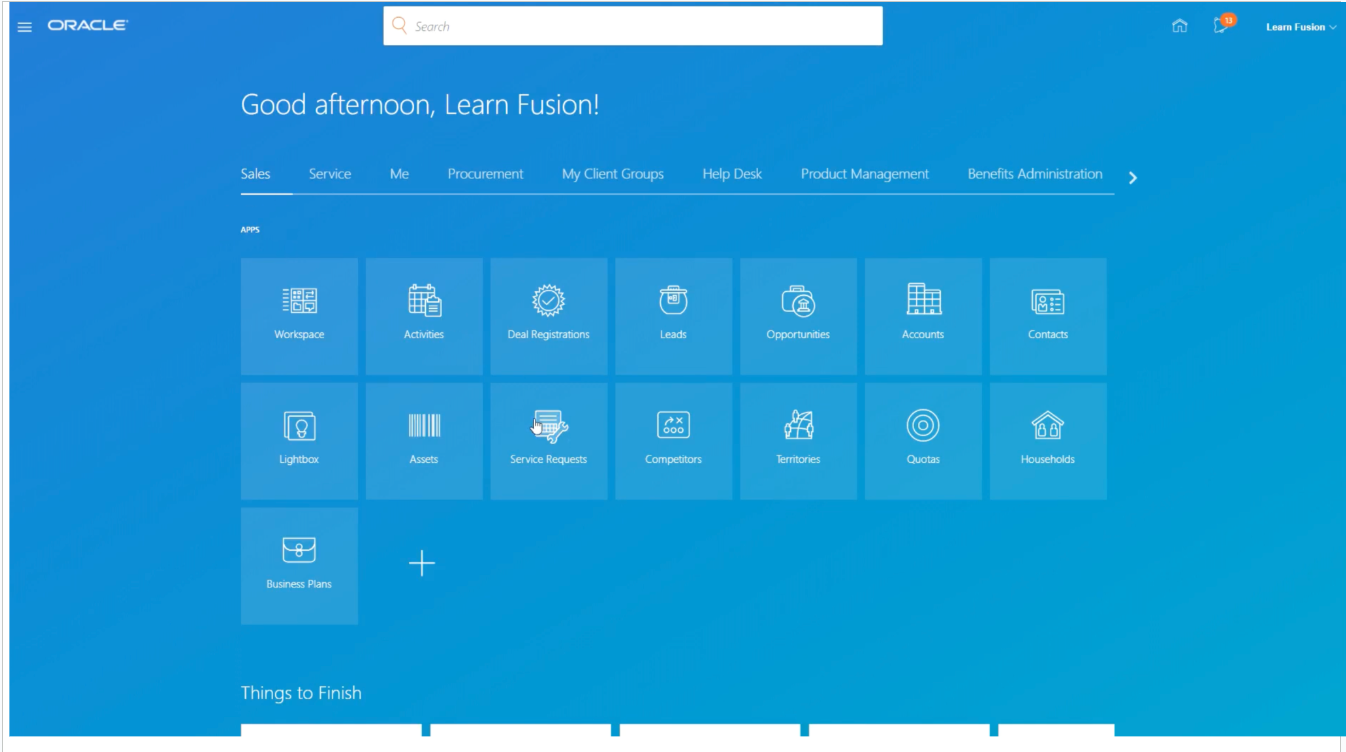 ORACLE
Search
13
Learn Fusion
Good afternoon, Learn Fusion!
Sales Service Me Procurement My Client Groups Help Desk Product Management Benefits Administration
APPS
Workspace Activities Deal Registrations Leads Opportunities Accounts Contacts
Lightbox Assets Service Requests Competitors Territories Quotas Households
Business Plans
Things to Finish